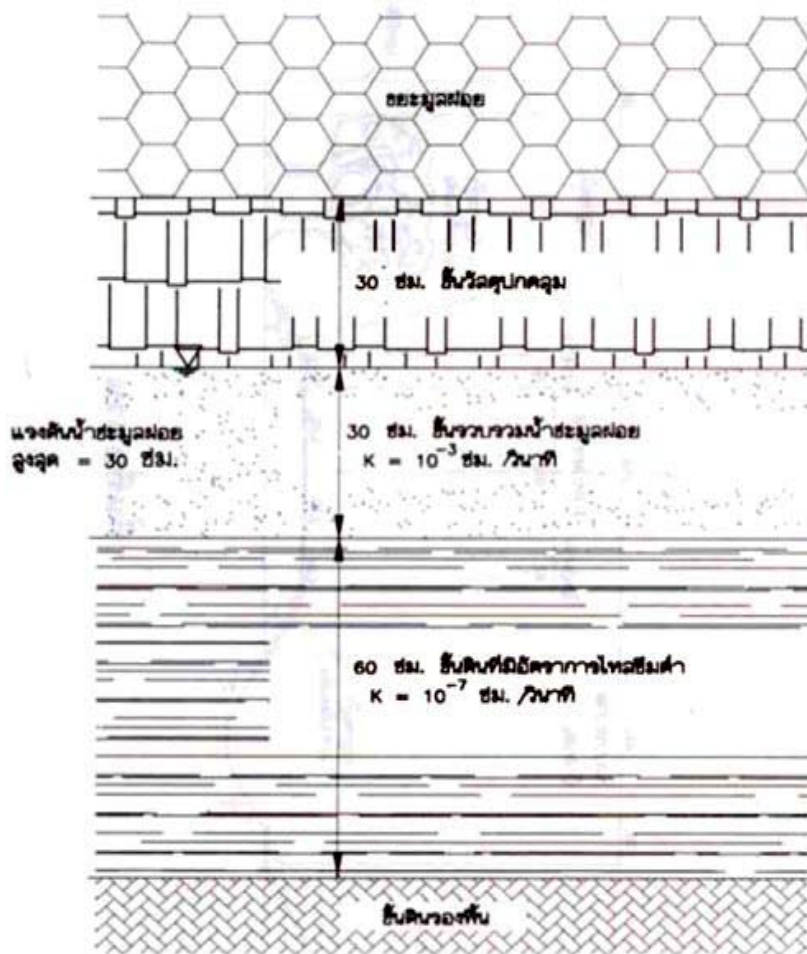 ขยะมูลฝอย
30 ซม. ชั้นวัสดุปกคลุม
แรงดันน้ำชะมูลฝอย
สูงสุด = 30 ซม.
30 ซม. ชั้นรวบรวมน้ำชะมูลฝอย
K = 10⁻³ ซม. /วินาที
60 ซม. ชั้นดินที่มีอัตราการไหลซึมต่ำ
K = 10⁻⁷ ซม. /วินาที
ชั้นดินรองพื้น